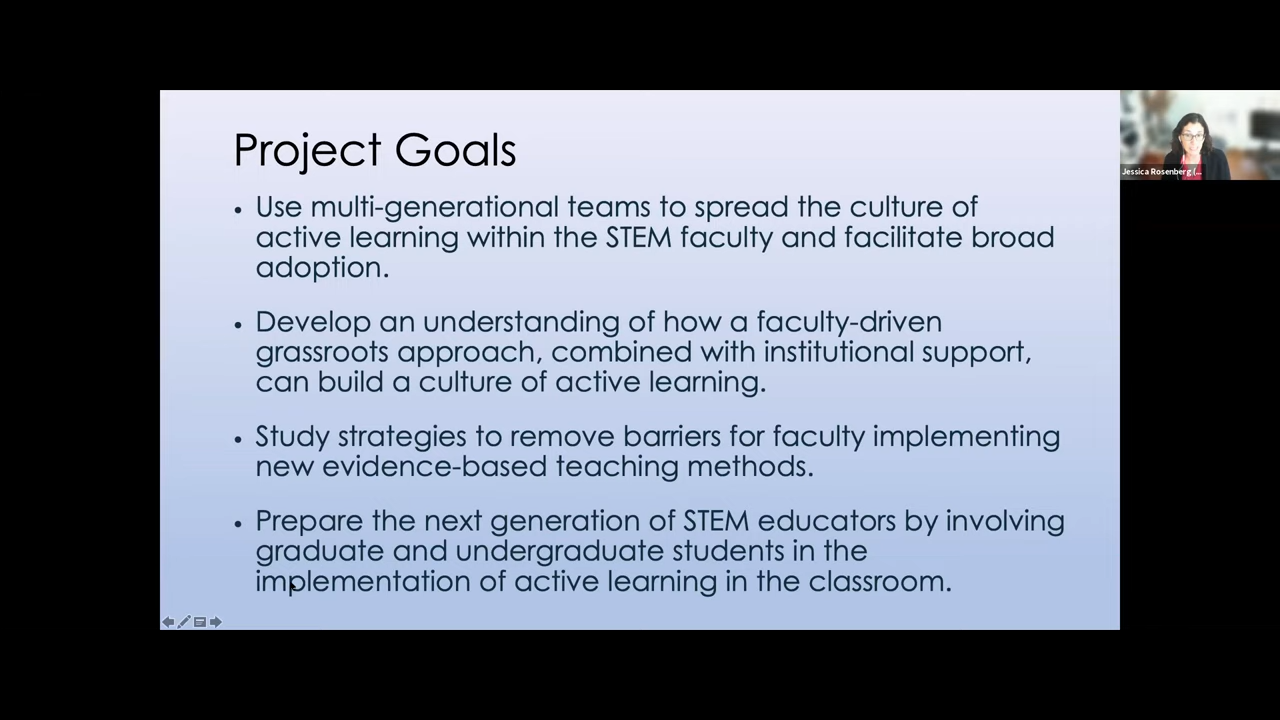 Project Goals
• Use multi-generational teams to spread the culture of
active learning within the STEM faculty and facilitate broad
adoption.
• Develop an understanding of how a faculty-driven
grassroots approach, combined with institutional support,
can build a culture of active learning.
• Study strategies to remove barriers for faculty implementing
new evidence-based teaching methods.
• Prepare the next generation of STEM educators by involving
graduate and undergraduate students in the
implementation of active learning in the classroom.
Jessica Rosenberg (...